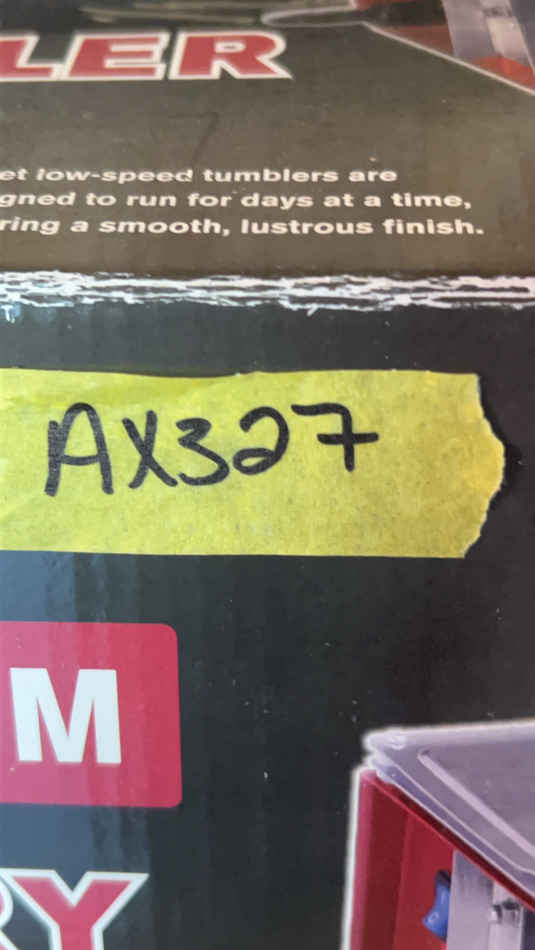 LER
et low-speed tumblers are
gned to run for days at a time,
ring a smooth, lustrous finish.
AX327
M
RY